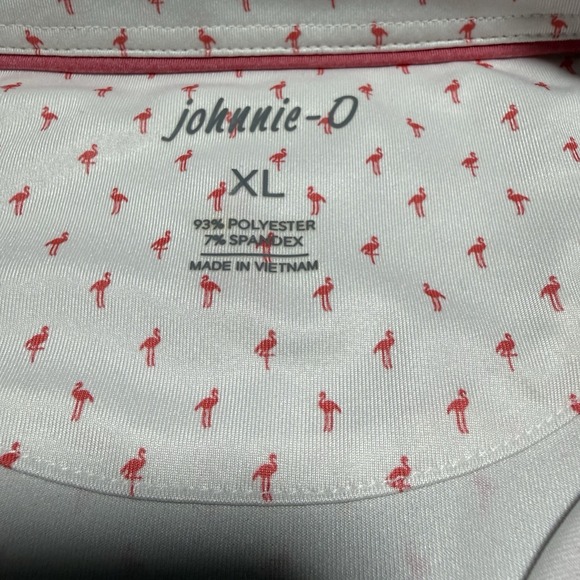 johnnie-O
XL
93% POLYESTER
7% SPANDEX
MADE IN VIETNAM